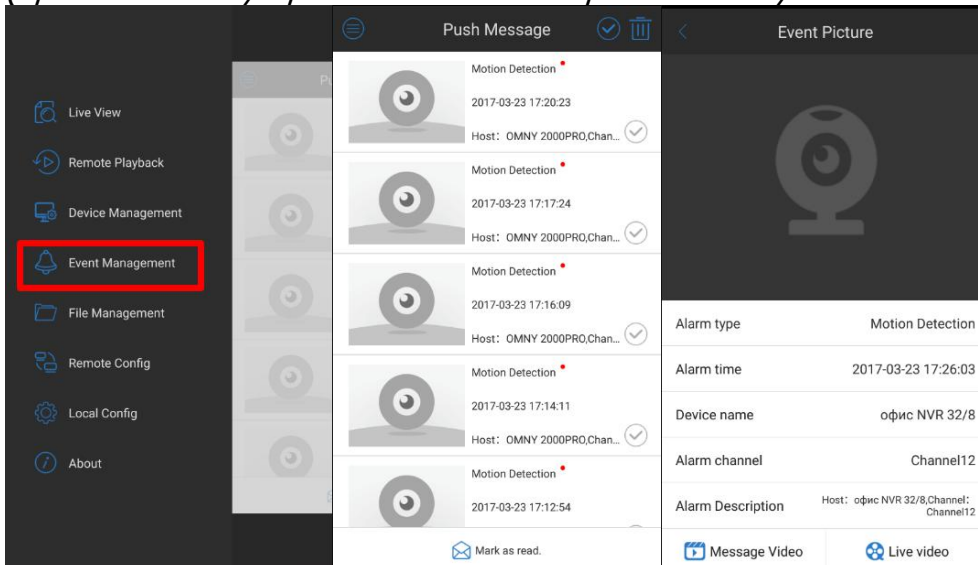 Live View
Remote Playback
Device Management
Event Management
File Management
Remote Config
Local Config
About
Push Message
Motion Detection
2017-03-23 17:20:23
Host: OMNY 2000PRO,Chan...
Motion Detection
2017-03-23 17:17:24
Host: OMNY 2000PRO,Chan...
Motion Detection
2017-03-23 17:16:09
Host: OMNY 2000PRO,Chan...
Motion Detection
2017-03-23 17:14:11
Host: OMNY 2000PRO,Chan...
Motion Detection
2017-03-23 17:12:54
Mark as read.
Event Picture
Alarm type Motion Detection
Alarm time 2017-03-23 17:26:03
Device name офис NVR 32/8
Alarm channel Channel12
Alarm Description Host: офис NVR 32/8,Channel:
Channel12
Message Video Live video